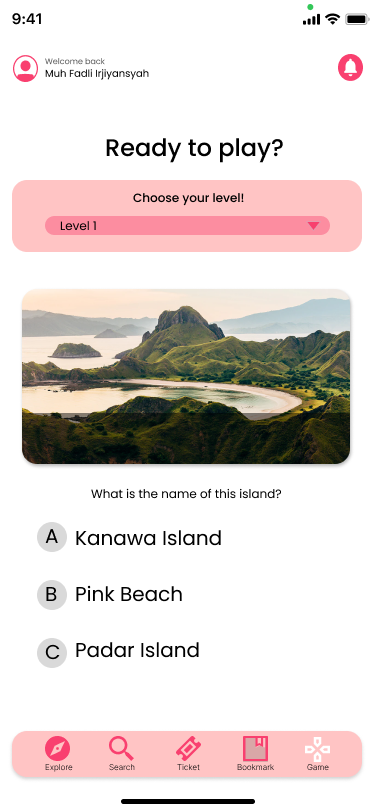 9:41
Welcome back
Muh Fadli Irjiyansyah
Ready to play?
Choose your level!
Level 1
What is the name of this island?
A Kanawa Island
B Pink Beach
C Padar Island
Explore Search Ticket Bookmark Game